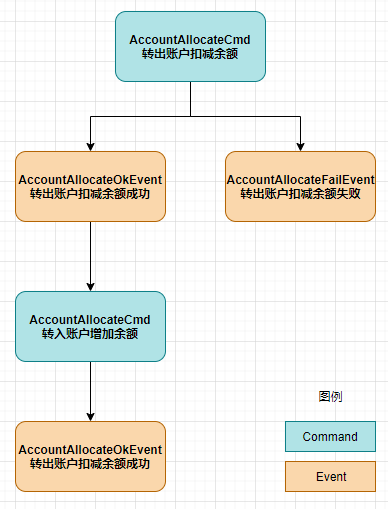 AccountAllocateCmd
转出账户扣减余额
AccountAllocateOkEvent
转出账户扣减余额成功
AccountAllocateFailEvent
转出账户扣减余额失败
AccountAllocateCmd
转入账户增加余额
AccountAllocateOkEvent
转出账户扣减余额成功
图例
Command
Event